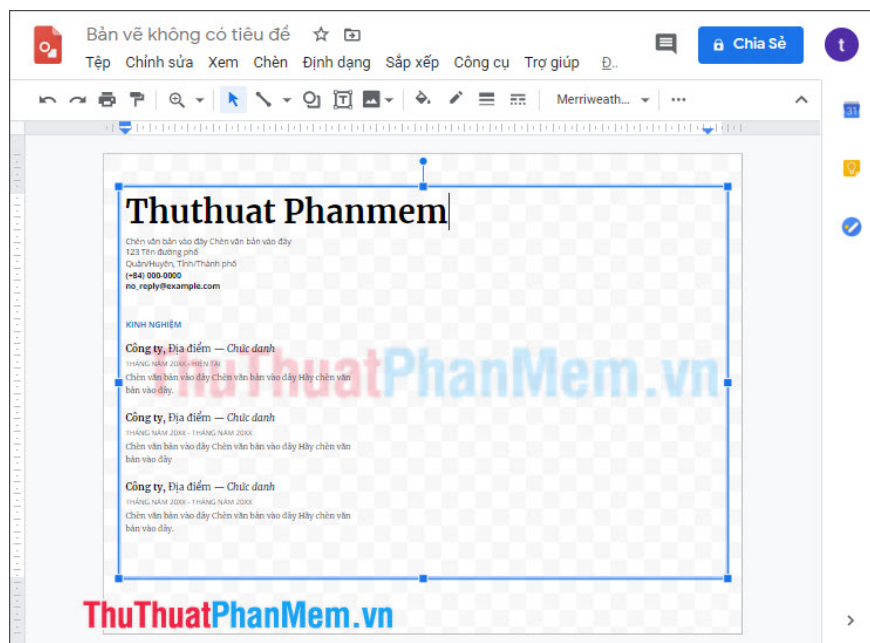 Bản vẽ không có tiêu đề
Chia Sẻ
t
Tệp Chỉnh sửa Xem Chèn Định dạng Sắp xếp Công cụ Trợ giúp Đ..
Merriweath...
31
Thuthuat Phanmem
Chèn văn bản vào đây Chèn văn bản vào đây
123 Tên đường phố
Quận/Huyện, Tỉnh/Thành phố
(+84) 000-0000
no_reply@example.com
KINH NGHIỆM
Công ty, Địa điểm — Chức danh
THÁNG NĂM 20XX - HIỆN TẠI
Chèn văn bản vào đây Chèn văn bản vào đây Hãy chèn văn
bản vào đây.
ThuThuatPhanMem.vn
Công ty, Địa điểm — Chức danh
THÁNG NĂM 20XX - THÁNG NĂM 20XX
Chèn văn bản vào đây Chèn văn bản vào đây Hãy chèn văn
bản vào đây
Công ty, Địa điểm — Chức danh
THÁNG NĂM 20XX - THÁNG NĂM 20XX
Chèn văn bản vào đây Chèn văn bản vào đây Hãy chèn văn
bản vào đây.
ThuThuatPhanMem.vn